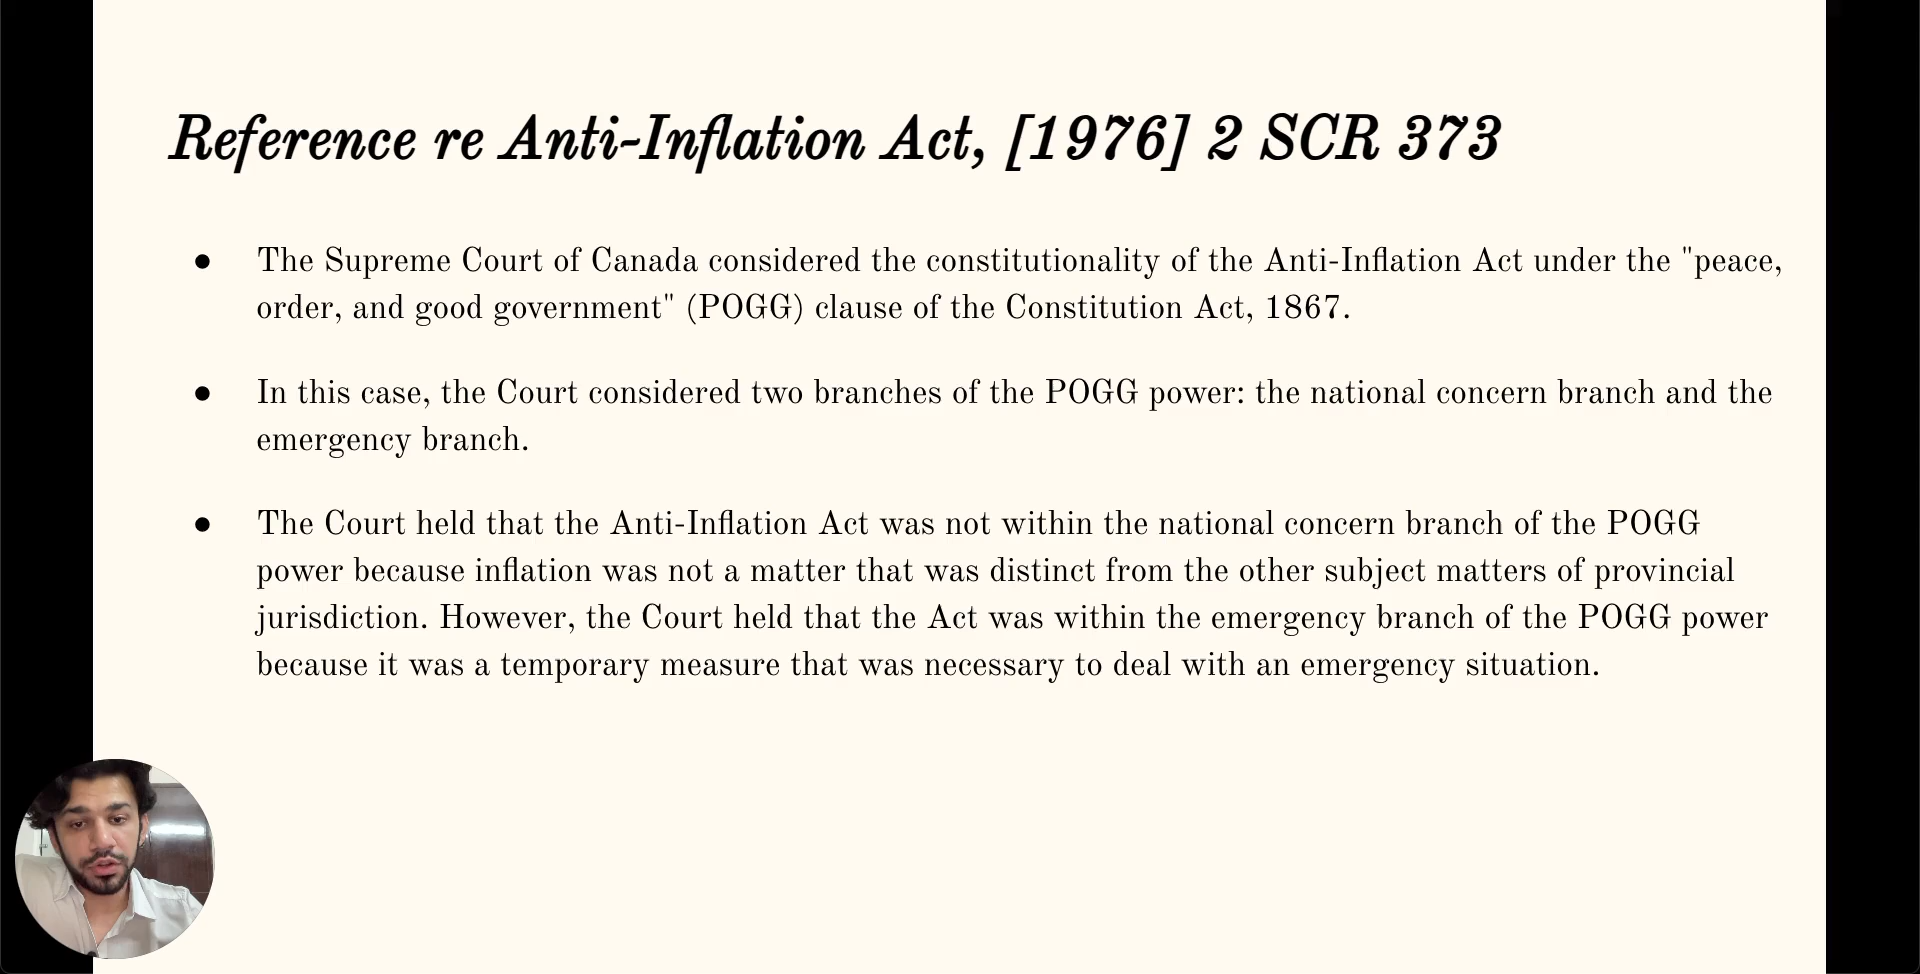 Reference re Anti-Inflation Act, [1976] 2 SCR 373
● The Supreme Court of Canada considered the constitutionality of the Anti-Inflation Act under the "peace,
order, and good government" (POGG) clause of the Constitution Act, 1867.
● In this case, the Court considered two branches of the POGG power: the national concern branch and the
emergency branch.
● The Court held that the Anti-Inflation Act was not within the national concern branch of the POGG
power because inflation was not a matter that was distinct from the other subject matters of provincial
jurisdiction. However, the Court held that the Act was within the emergency branch of the POGG power
because it was a temporary measure that was necessary to deal with an emergency situation.